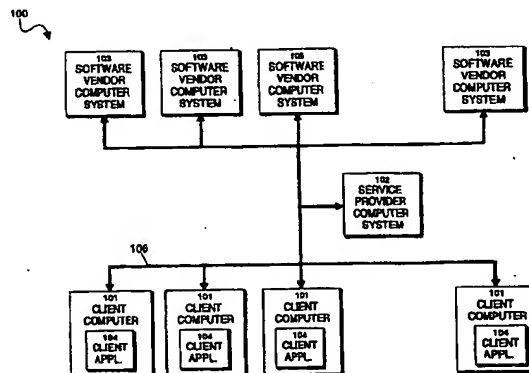 100
103
SOFTWARE
VENDOR
COMPUTER
SYSTEM
103
SOFTWARE
VENDOR
COMPUTER
SYSTEM
103
SOFTWARE
VENDOR
COMPUTER
SYSTEM
103
SOFTWARE
VENDOR
COMPUTER
SYSTEM
102
SERVICE
PROVIDER
COMPUTER
SYSTEM
106
101
CLIENT
COMPUTER
104
CLIENT
APPL.
101
CLIENT
COMPUTER
104
CLIENT
APPL.
101
CLIENT
COMPUTER
104
CLIENT
APPL.
101
CLIENT
COMPUTER
104
CLIENT
APPL.